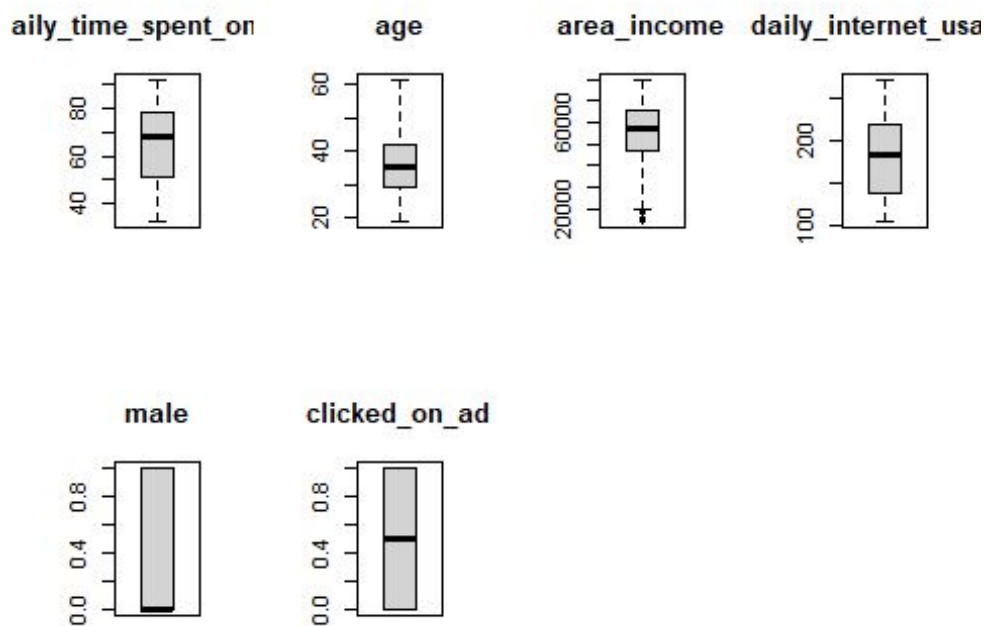 aily_time_spent_on
age
area_income
daily_internet_usa
80
60
40
60
40
20
60000
20000
200
100
male
clicked_on_ad
0.8
0.4
0.0
0.8
0.4
0.0